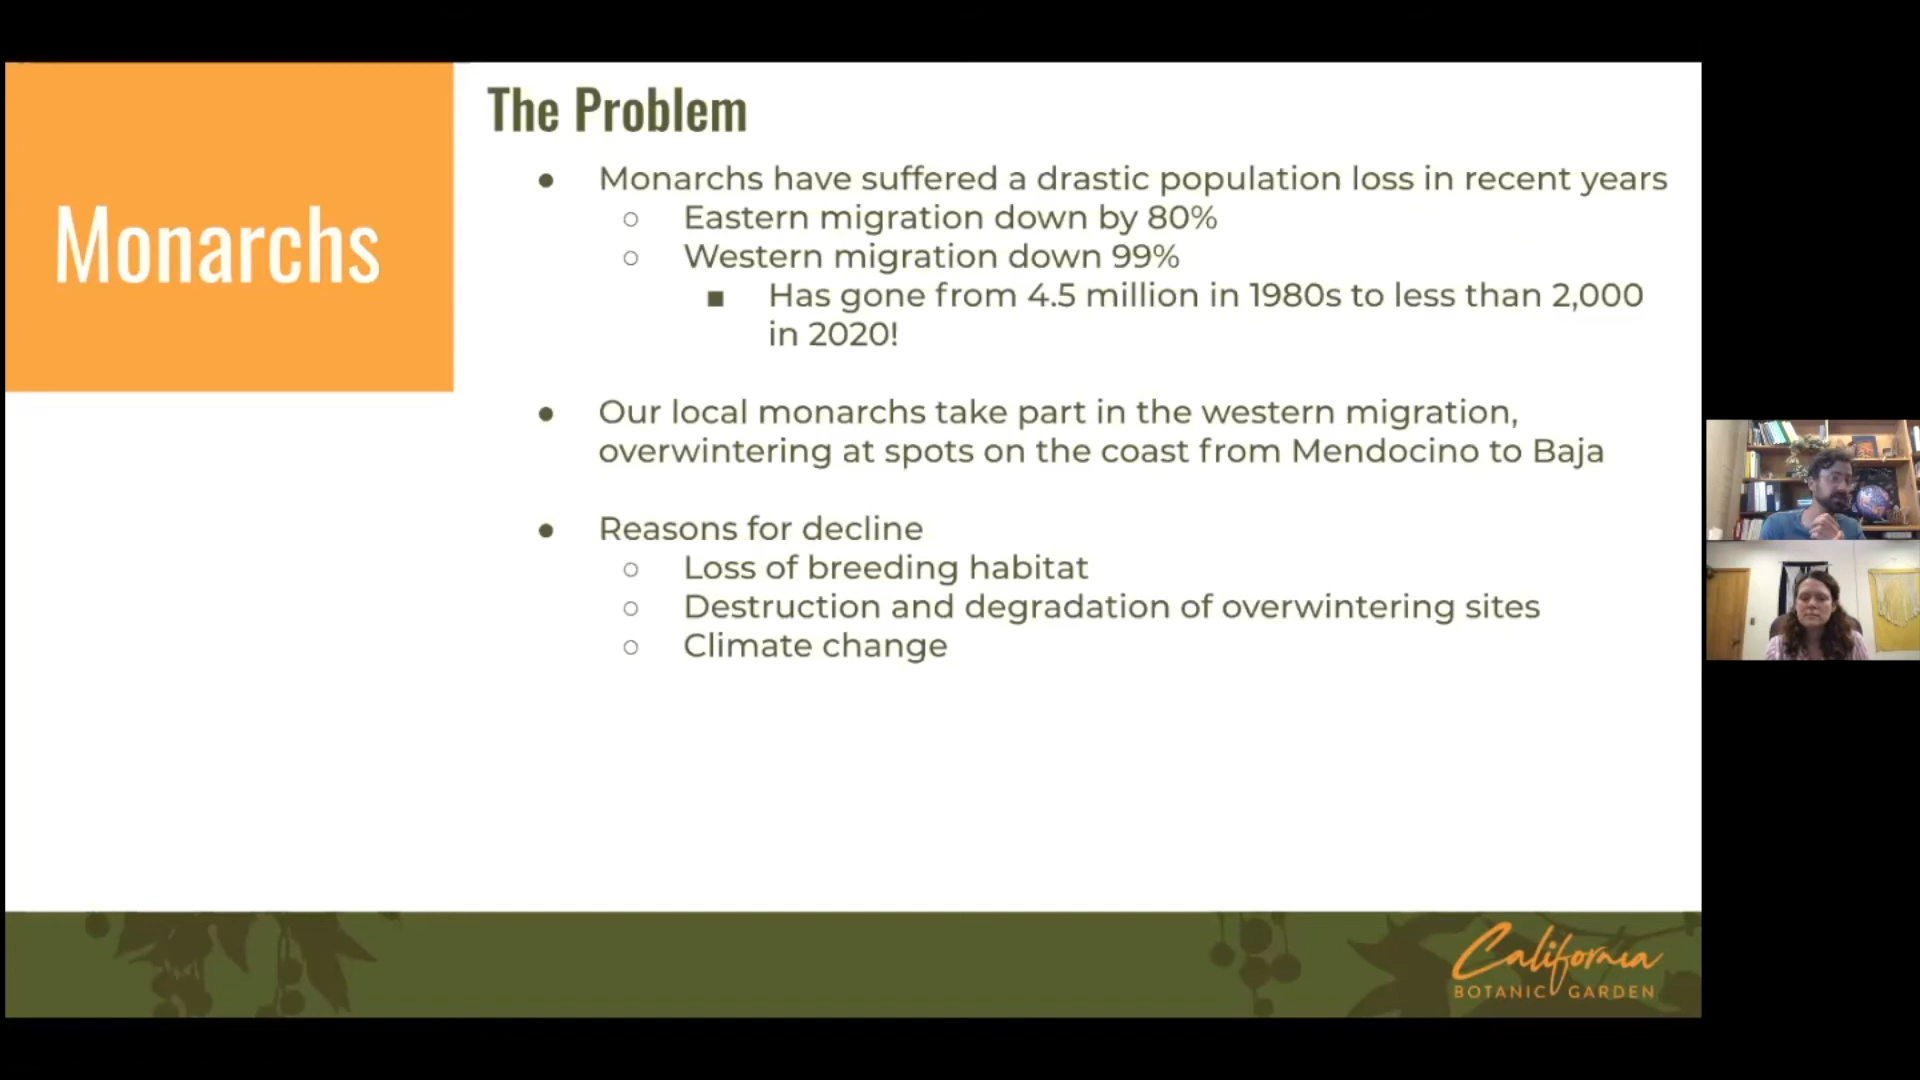 Monarchs
The Problem
● Monarchs have suffered a drastic population loss in recent years
○ Eastern migration down by 80%
○ Western migration down 99%
■ Has gone from 4.5 million in 1980s to less than 2,000
in 2020!
● Our local monarchs take part in the western migration,
overwintering at spots on the coast from Mendocino to Baja
● Reasons for decline
○ Loss of breeding habitat
○ Destruction and degradation of overwintering sites
○ Climate change
California
BOTANIC GARDEN